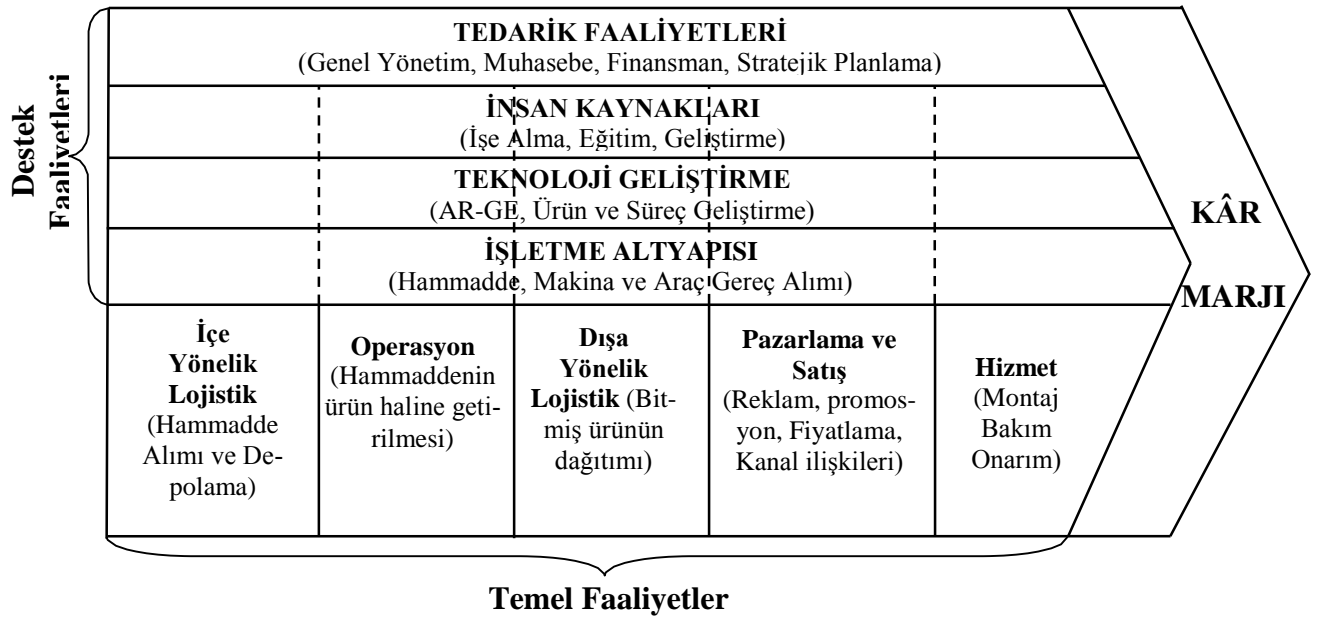 Destek
Faaliyetleri
TEDARİK FAALİYETLERİ
(Genel Yönetim, Muhasebe, Finansman, Stratejik Planlama)
İNSAN KAYNAKLARI
(İşe Alma, Eğitim, Geliştirme)
TEKNOLOJİ GELİŞTİRME
(AR-GE, Ürün ve Süreç Geliştirme)
İŞLETME ALTYAPISI
(Hammadde, Makina ve Araç Gereç Alımı)
İçe
Yönelik
Lojistik
(Hammadde
Alımı ve De-
polama)
Operasyon
(Hammaddenin
ürün haline geti-
rilmesi)
Dışa
Yönelik
Lojistik (Bit-
miş ürünün
dağıtımı)
Pazarlama ve
Satış
(Reklam, promos-
yon, Fiyatlama,
Kanal ilişkileri)
Hizmet
(Montaj
Bakım
Onarım)
KÂR
MARJI
Temel Faaliyetler